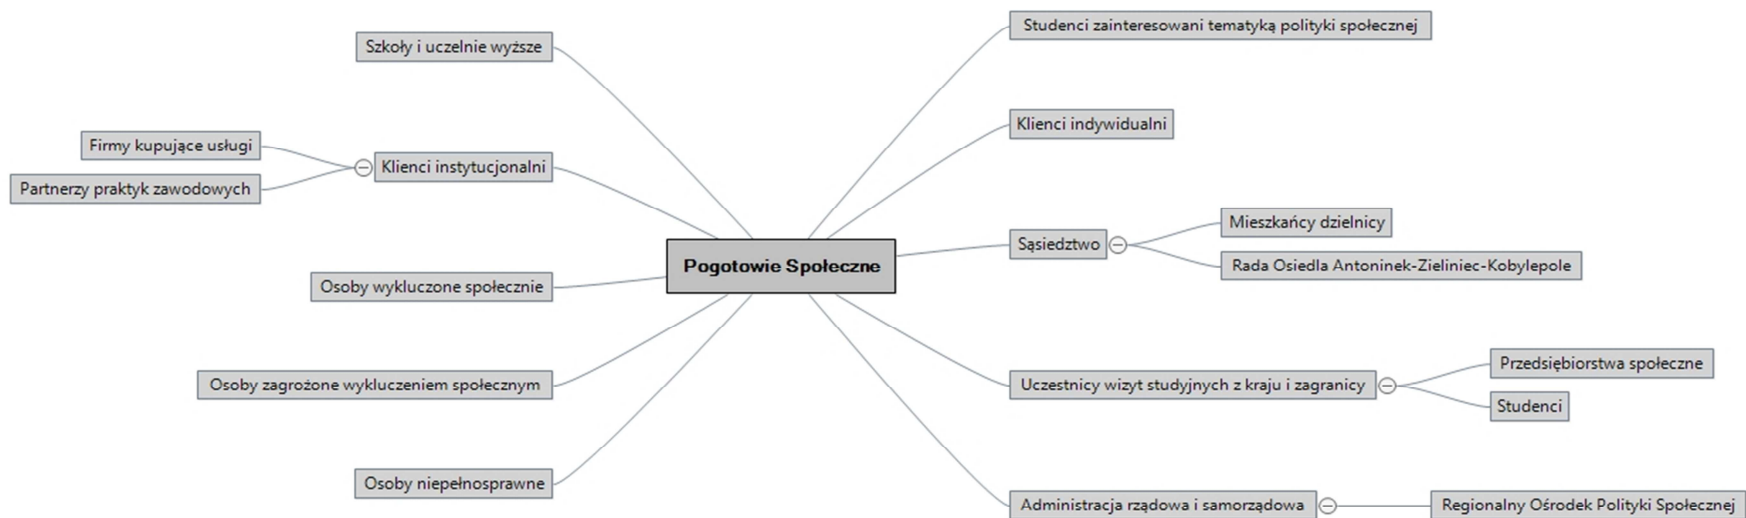 Studenci zainteresowani tematyką polityki społecznej
Szkoły i uczelnie wyższe
Klienci indywidualni
Firmy kupujące usługi
Klienci instytucjonalni
Partnerzy praktyk zawodowych
Mieszkańcy dzielnicy
Sąsiedztwo
Rada Osiedla Antoninek-Zieliniec-Kobylepole
Pogotowie Społeczne
Osoby wykluczone społecznie
Przedsiębiorstwa społeczne
Osoby zagrożone wykluczeniem społecznym
Uczestnicy wizyt studyjnych z kraju i zagranicy
Studenci
Osoby niepełnosprawne
Administracja rządowa i samorządowa
Regionalny Ośrodek Polityki Społecznej